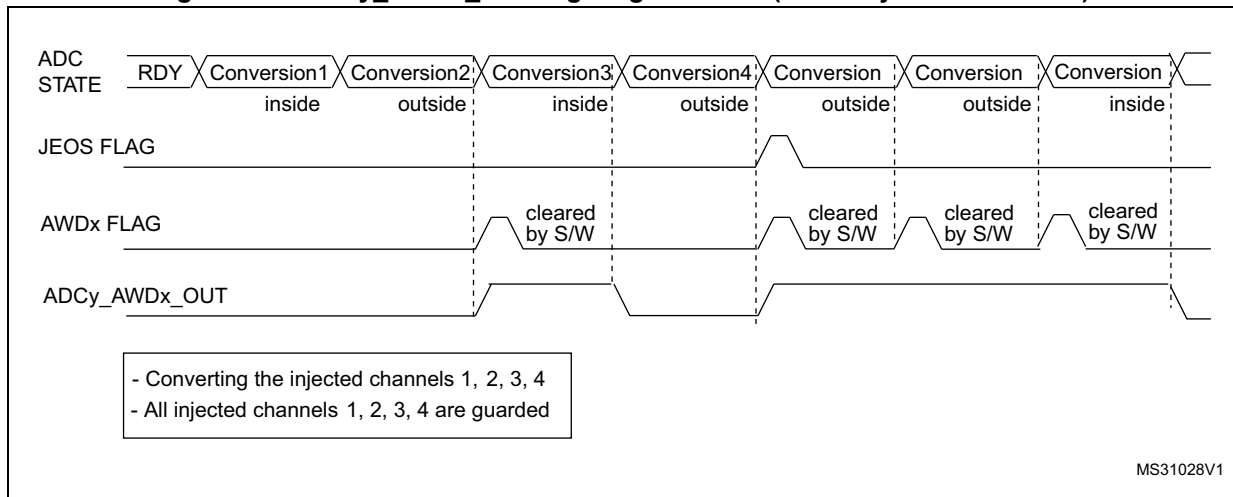 ADC
STATE
RDY Conversion1 Conversion2 Conversion3 Conversion4 Conversion Conversion Conversion
inside outside inside outside outside outside inside
JEOS FLAG
AWDx FLAG
cleared
by S/W
cleared
by S/W
cleared
by S/W
cleared
by S/W
ADCy_AWDx_OUT
- Converting the injected channels 1, 2, 3, 4
- All injected channels 1, 2, 3, 4 are guarded
MS31028V1